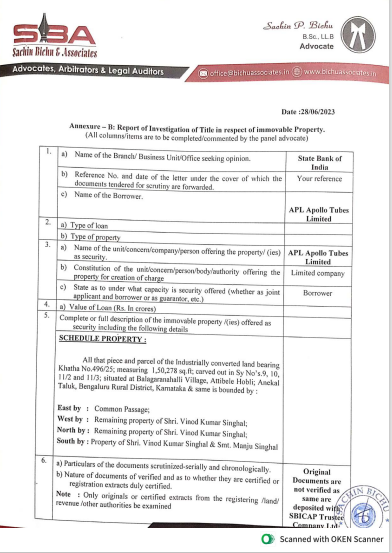 SBA
Sachin Bichu & Associates
Sachin P. Bichu
B.Sc., LL.B
Advocate
Advocates, Arbitrators & Legal Auditors
office@bichuassociates.in
www.bichuassociates.in
Date :28/06/2023
Annexure – B: Report of Investigation of Title in respect of immovable Property.
(All columns/items are to be completed/commented by the panel advocate)
1. a) Name of the Branch/ Business Unit/Office seeking opinion. State Bank of
India
b) Reference No. and date of the letter under the cover of which the Your reference
documents tendered for scrutiny are forwarded.
c) Name of the Borrower.
APL Apollo Tubes
Limited
2. a) Type of loan
b) Type of property
3. a) Name of the unit/concern/company/person offering the property/ (ies) APL Apollo Tubes
as security. Limited
b) Constitution of the unit/concern/person/body/authority offering the Limited company
property for creation of charge
c) State as to under what capacity is security offered (whether as joint Borrower
applicant and borrower or as guarantor, etc.)
4. a) Value of Loan (Rs. In crores)
5. Complete or full description of the immovable property /(ies) offered as
security including the following details
SCHEDULE PROPERTY :
All that piece and parcel of the Industrially converted land bearing
Khatha No.496/25; measuring 1,50,278 sq.ft; carved out in Sy No's.9, 10,
11/2 and 11/3; situated at Balagaranahalli Village, Attibele Hobli; Anekal
Taluk, Bengaluru Rural District, Karnataka & same is bounded by :
East by : Common Passage;
West by : Remaining property of Shri. Vinod Kumar Singhal;
North by : Remaining property of Shri. Vinod Kumar Singhal;
South by : Property of Shri. Vinod Kumar Singhal & Smt. Manju Singhal
6. a) Particulars of the documents scrutinized-serially and chronologically. Original
b) Nature of documents of verified and as to whether they are certified or Documents are
registration extracts duly certified. not verified as
Note : Only originals or certified extracts from the registering /land/ same are
revenue /other authorities be examined deposited with
SBICAP Trustee
Company Ltd
Scanned with OKEN Scanner